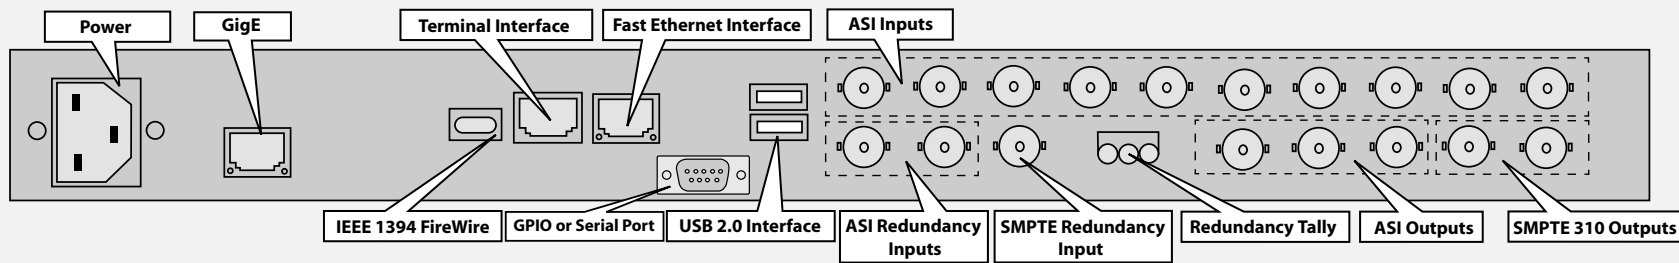 Power
GigE
Terminal Interface
Fast Ethernet Interface
ASI Inputs
IEEE 1394 FireWire
GPIO or Serial Port
USB 2.0 Interface
ASI Redundancy
Inputs
SMPTE Redundancy
Input
Redundancy Tally
ASI Outputs
SMPTE 310 Outputs